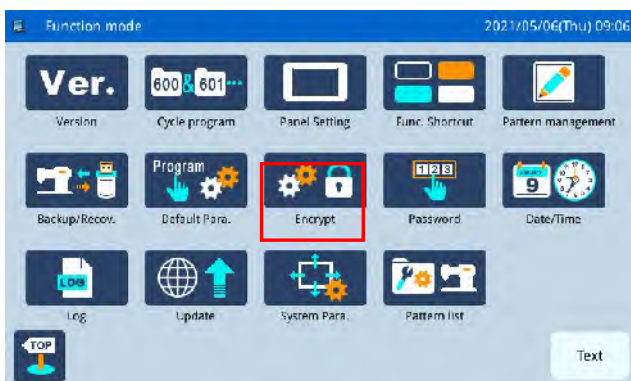 Function mode 2021/05/06(Thu) 09:06
Ver. 600 & 601...
Version Cycle program Panel Setting Func. Shortcut Pattern management
Program 123 9
Backup/Recov. Default Para. Encrypt Password Date/Time
LOG
Log Update System Para. Pattern list
TOP
Text